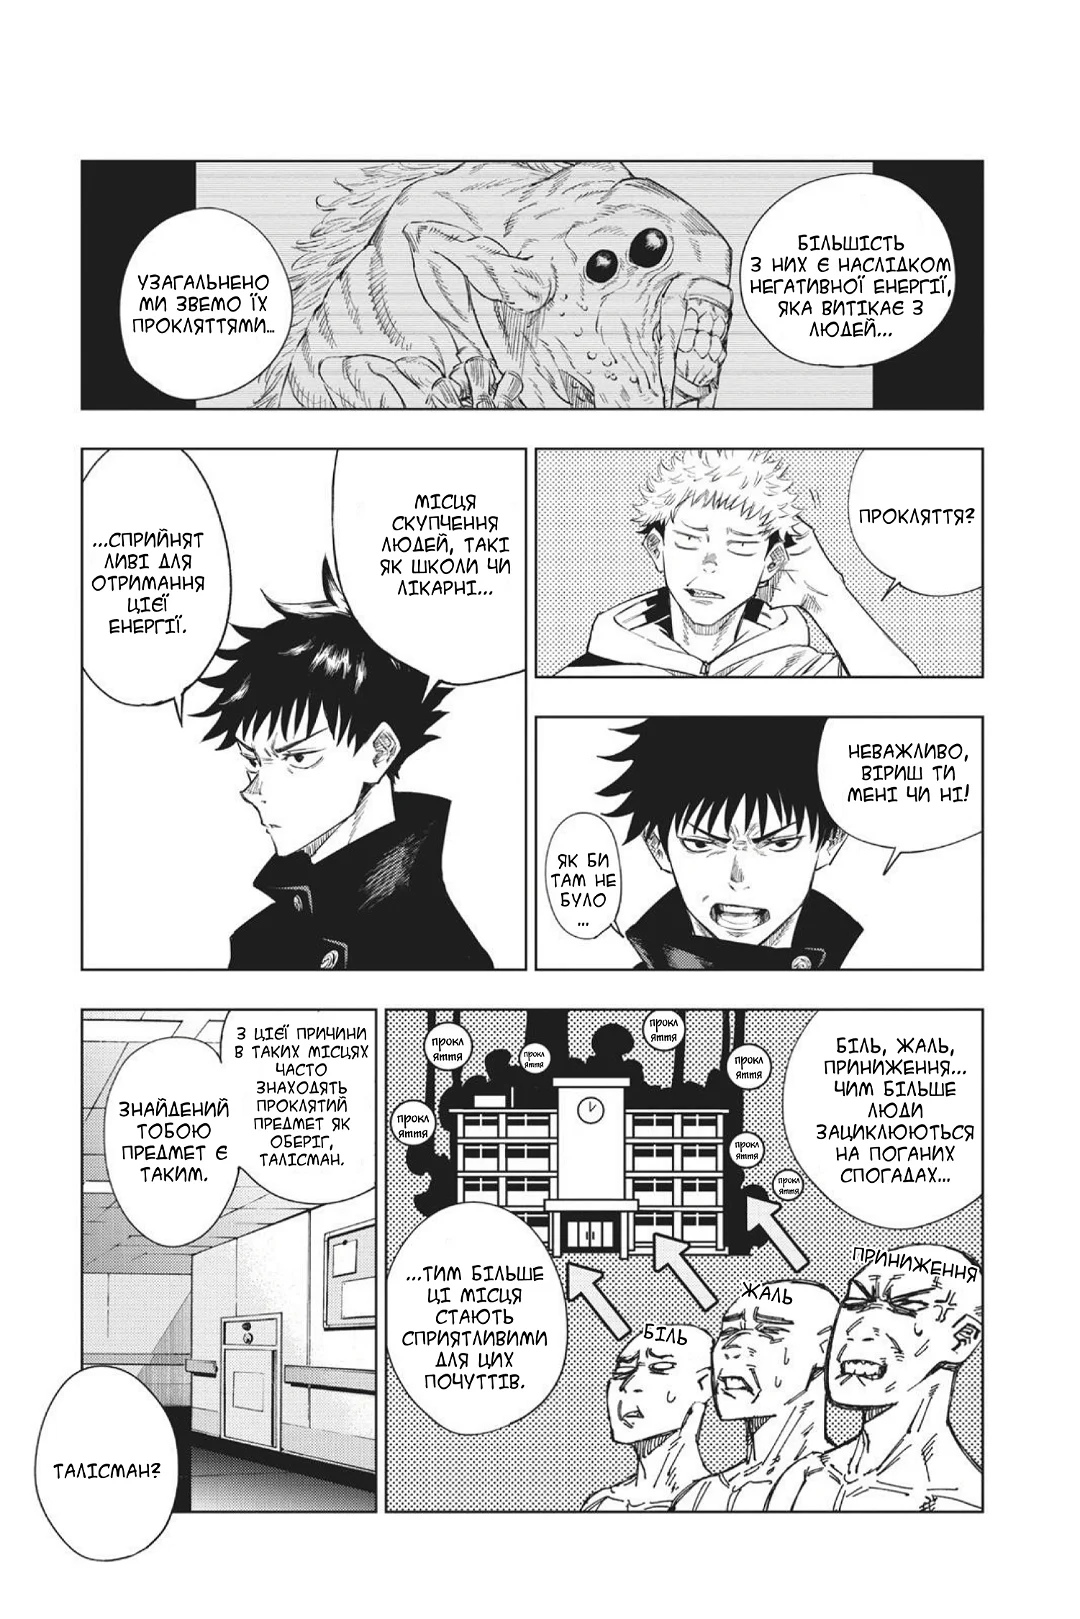 БІЛЬШІСТЬ
З НИХ Є НАСЛІДКОМ
НЕГАТИВНОЇ ЕНЕРГІЇ,
ЯКА ВИТІКАЄ З
ЛЮДЕЙ...
УЗАГАЛЬНЕНО
МИ ЗВЕМО ЇХ
ПРОКЛЯТТЯМИ...
ПРОКЛЯТТЯ?
МІСЦЯ
СКУПЧЕННЯ
ЛЮДЕЙ, ТАКІ
ЯК ШКОЛИ ЧИ
ЛІКАРНІ...
...СПРИЙНЯТ
ЛИВІ ДЛЯ
ОТРИМАННЯ
ЦІЄЇ
ЕНЕРГІЇ.
НЕВАЖЛИВО,
ВІРИШ ТИ
МЕНІ ЧИ НІ!
ЯК БИ
ТАМ НЕ
БУЛО
...
БІЛЬ, ЖАЛЬ,
ПРИНИЖЕННЯ...
ЧИМ БІЛЬШЕ
ЛЮДИ
ЗАЦИКЛЮЮТЬСЯ
НА ПОГАНИХ
СПОГАДАХ...
прокл
яття
прокл
яття
прокл
яття
прокл
яття
прокл
яття
прокл
яття
прокл
яття
...ТИМ БІЛЬШЕ
ЦІ МІСЦЯ
СТАЮТЬ
СПРИЯТЛИВИМИ
ДЛЯ ЦИХ
ПОЧУТТІВ.
ПРИНИЖЕННЯ
ЖАЛЬ
БІЛЬ
З ЦІЄЇ ПРИЧИНИ
В ТАКИХ МІСЦЯХ
ЧАСТО
ЗНАХОДЯТЬ
ПРОКЛЯТИЙ
ПРЕДМЕТ ЯК
ОБЕРІГ,
ТАЛІСМАН.
ЗНАЙДЕНИЙ
ТОБОЮ
ПРЕДМЕТ Є
ТАКИМ.
ТАЛІСМАН?